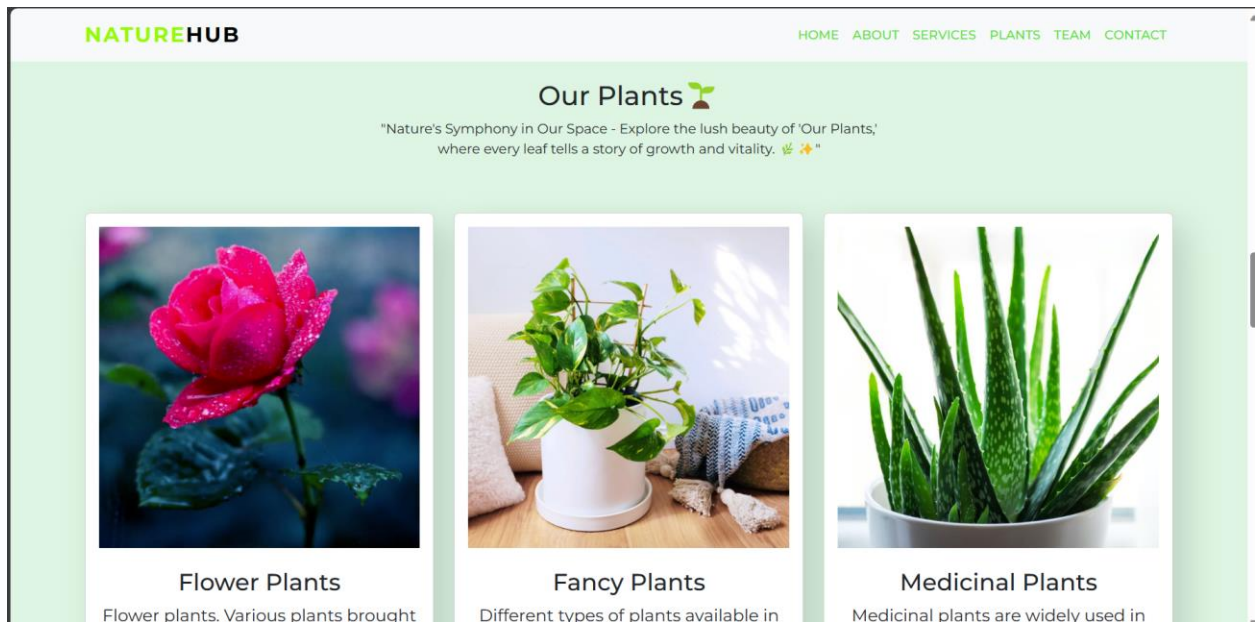 NATUREHUB
HOME ABOUT SERVICES PLANTS TEAM CONTACT
Our Plants
"Nature's Symphony in Our Space - Explore the lush beauty of 'Our Plants,'
where every leaf tells a story of growth and vitality. 🌿 ✨ "
Flower Plants
Flower plants. Various plants brought
Fancy Plants
Different types of plants available in
Medicinal Plants
Medicinal plants are widely used in